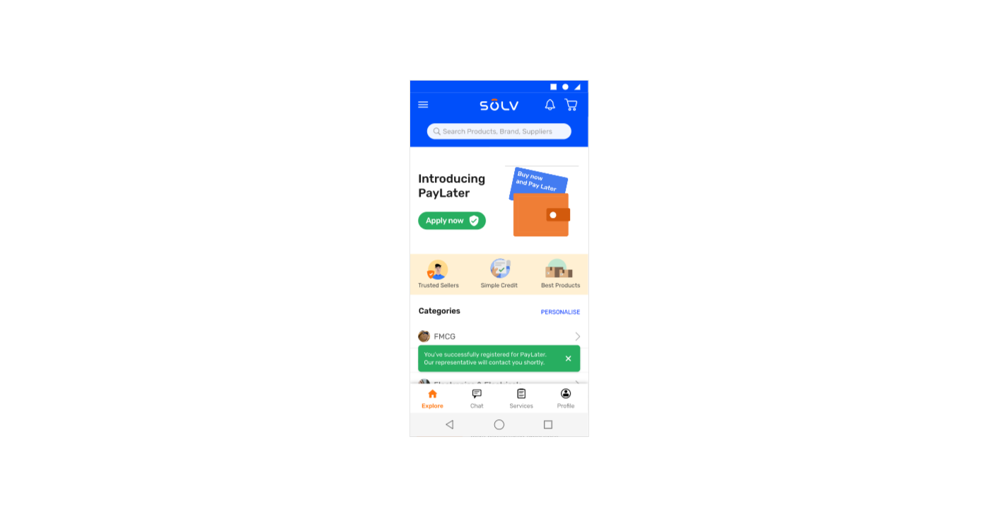 SOLV
Search Products, Brand, Suppliers
Introducing
PayLater
Buy now
and Pay Later
Apply now
Trusted Sellers
Simple Credit
Best Products
Categories
PERSONALISE
FMCG
You've successfully registered for PayLater.
Our representative will contact you shortly.
Explore
Chat
Services
Profile